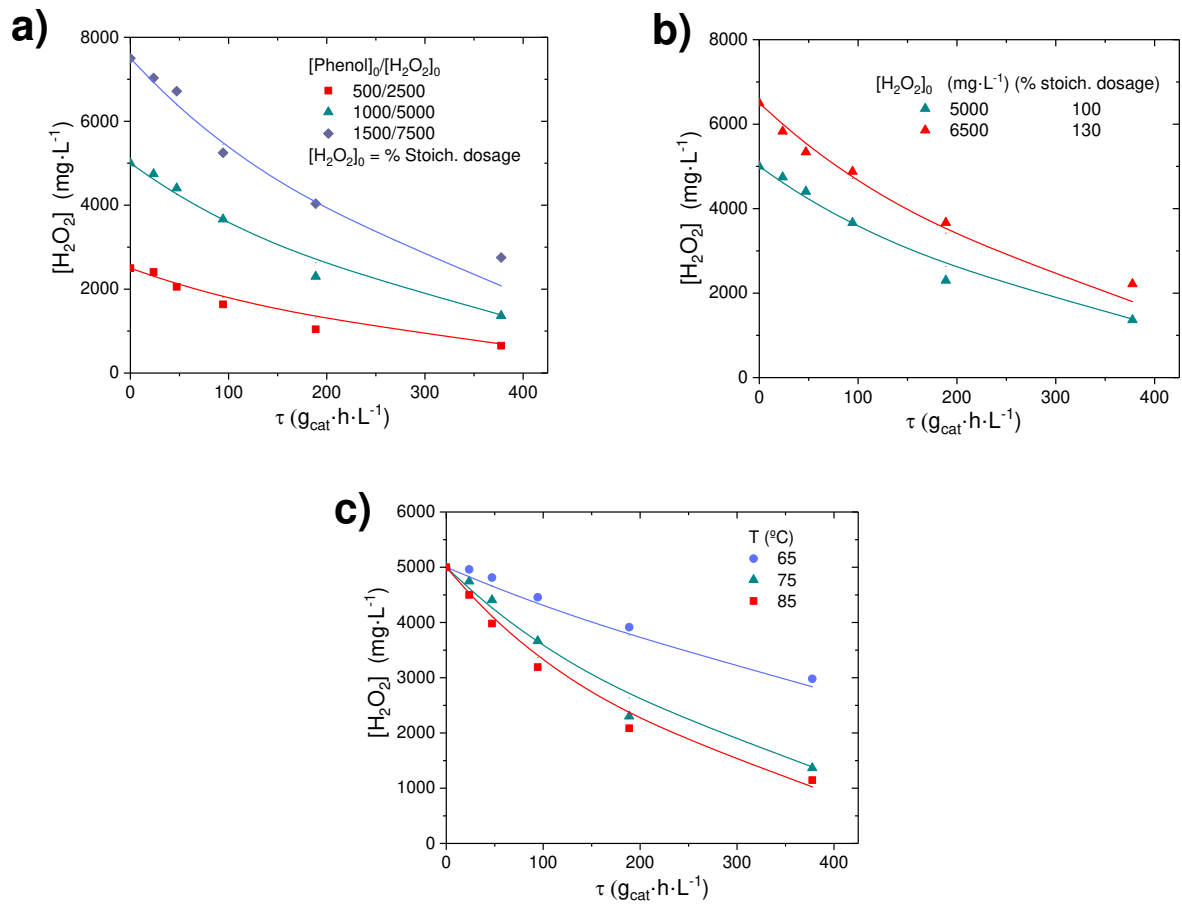 a)
[Phenol]₀/[H₂O₂]₀
500/2500
1000/5000
1500/7500
[H₂O₂]₀ = % Stoich. dosage
8000
6000
4000
2000
0
[H₂O₂] (mg·L⁻¹)
0 100 200 300 400
τ (g_cat·h·L⁻¹)
b)
[H₂O₂]₀ (mg·L⁻¹) (% stoich. dosage)
5000 100
6500 130
8000
6000
4000
2000
0
[H₂O₂] (mg·L⁻¹)
0 100 200 300 400
τ (g_cat·h·L⁻¹)
c)
T (ºC)
65
75
85
6000
5000
4000
3000
2000
1000
0
[H₂O₂] (mg·L⁻¹)
0 100 200 300 400
τ (g_cat·h·L⁻¹)